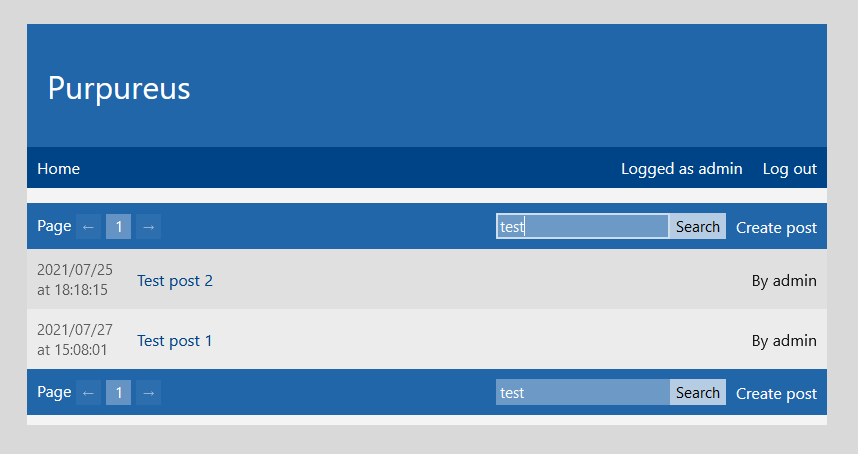 Purpureus
Home Logged as admin Log out
Page ← 1 → test Search Create post
2021/07/25
at 18:18:15
Test post 2 By admin
2021/07/27
at 15:08:01
Test post 1 By admin
Page ← 1 → test Search Create post